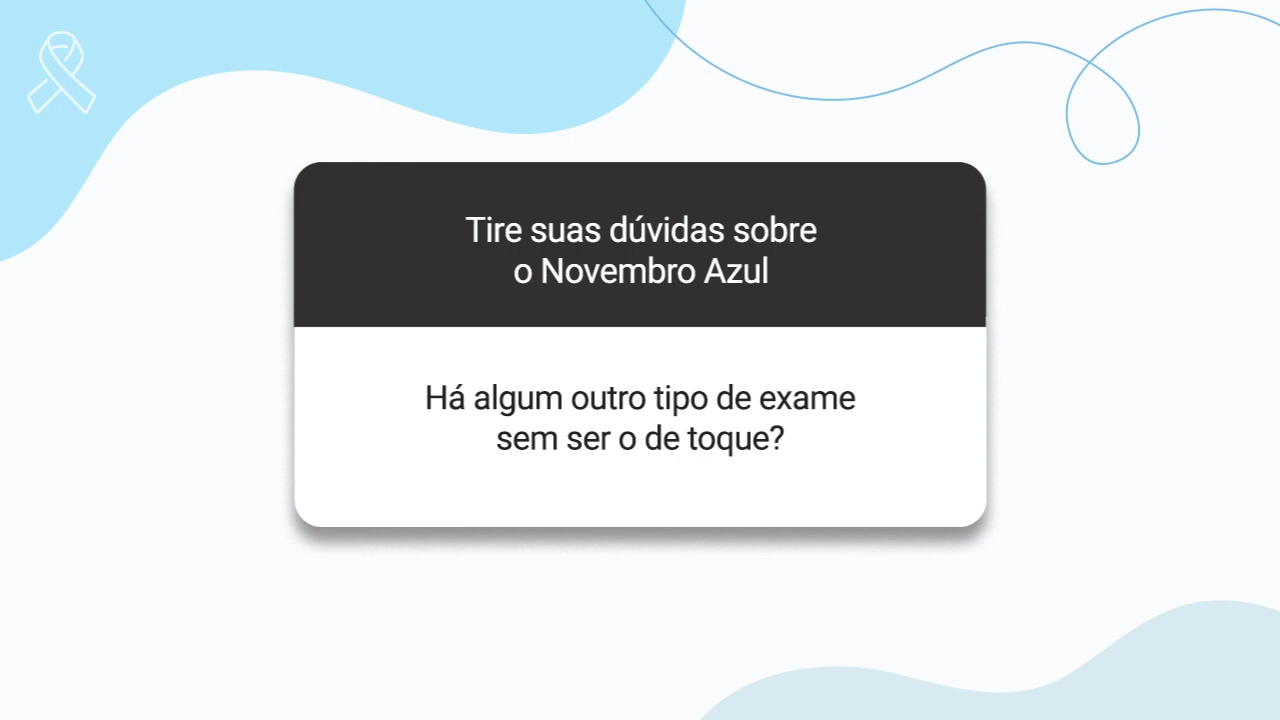 Tire suas dúvidas sobre
o Novembro Azul
Há algum outro tipo de exame
sem ser o de toque?